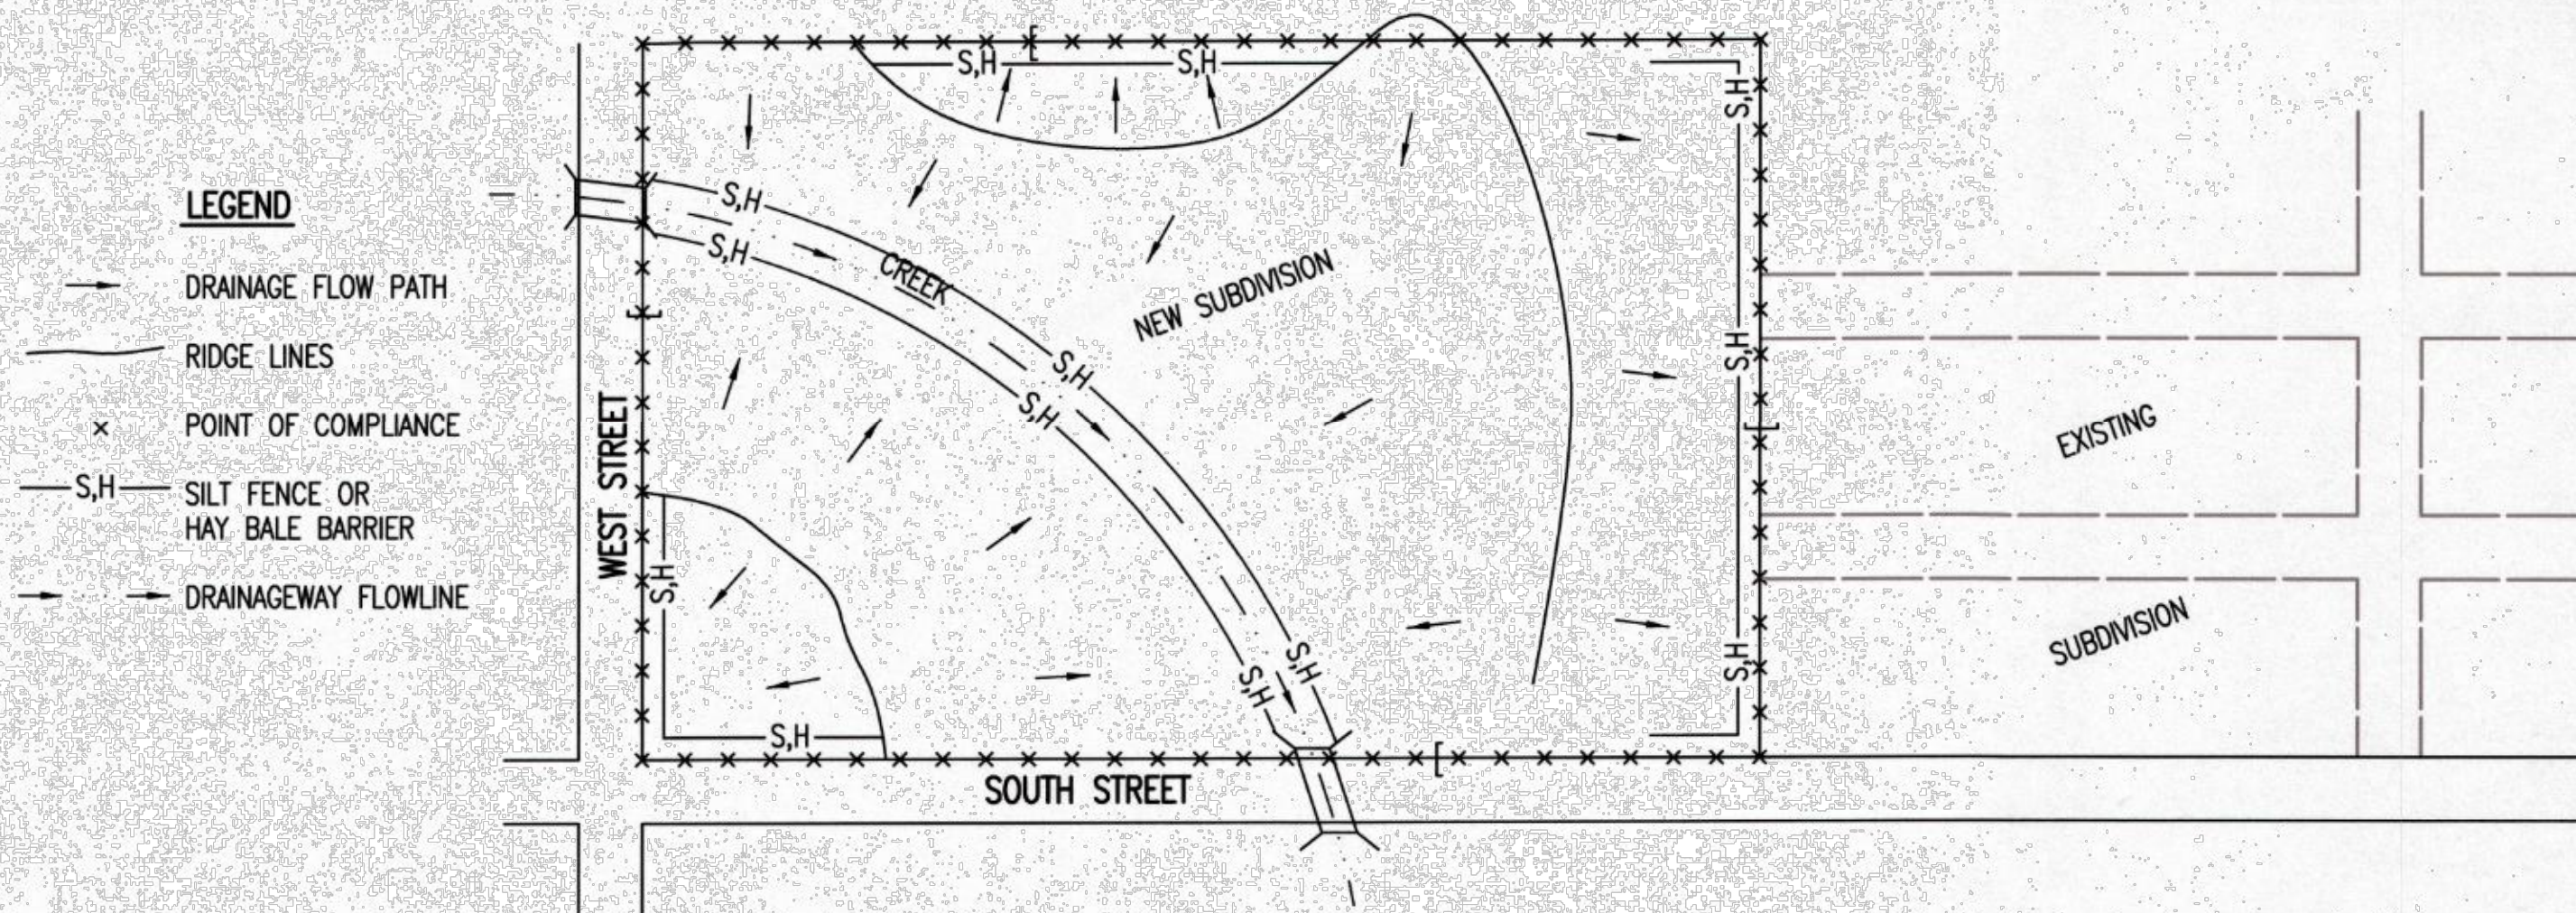 LEGEND
DRAINAGE FLOW PATH
RIDGE LINES
x POINT OF COMPLIANCE
S,H SILT FENCE OR
HAY BALE BARRIER
DRAINAGEWAY FLOWLINE
WEST STREET
S,H
S,H
S,H
S,H
S,H
CREEK
NEW SUBDIVISION
S,H
S,H
S,H
S,H
S,H
S,H
S,H
S,H
S,H
SOUTH STREET
EXISTING
SUBDIVISION